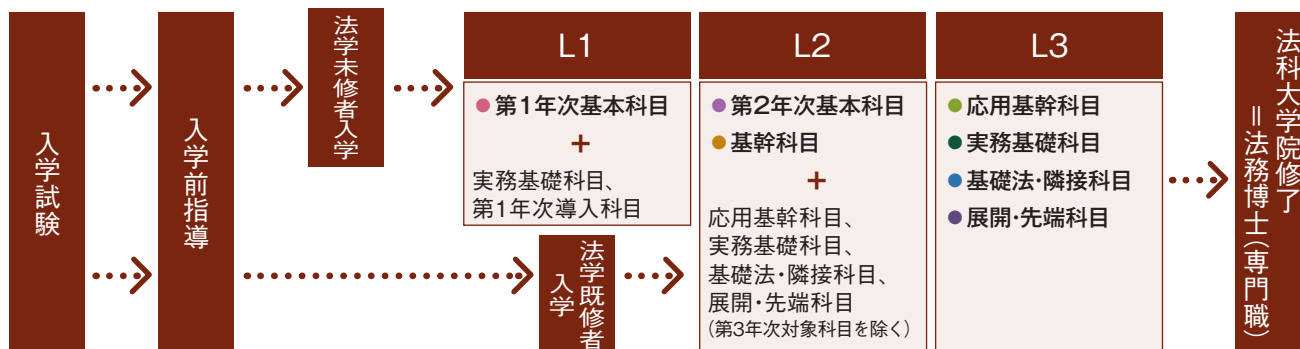 入学試験
入学前指導
法学未修者入学
L1
●第1年次基本科目
+
実務基礎科目、
第1年次導入科目
法学既修者
入学
L2
●第2年次基本科目
●基幹科目
+
応用基幹科目、
実務基礎科目、
基礎法・隣接科目、
展開・先端科目
(第3年次対象科目を除く)
L3
●応用基幹科目
●実務基礎科目
●基礎法・隣接科目
●展開・先端科目
法科大学院修了
=法務博士(専門職)